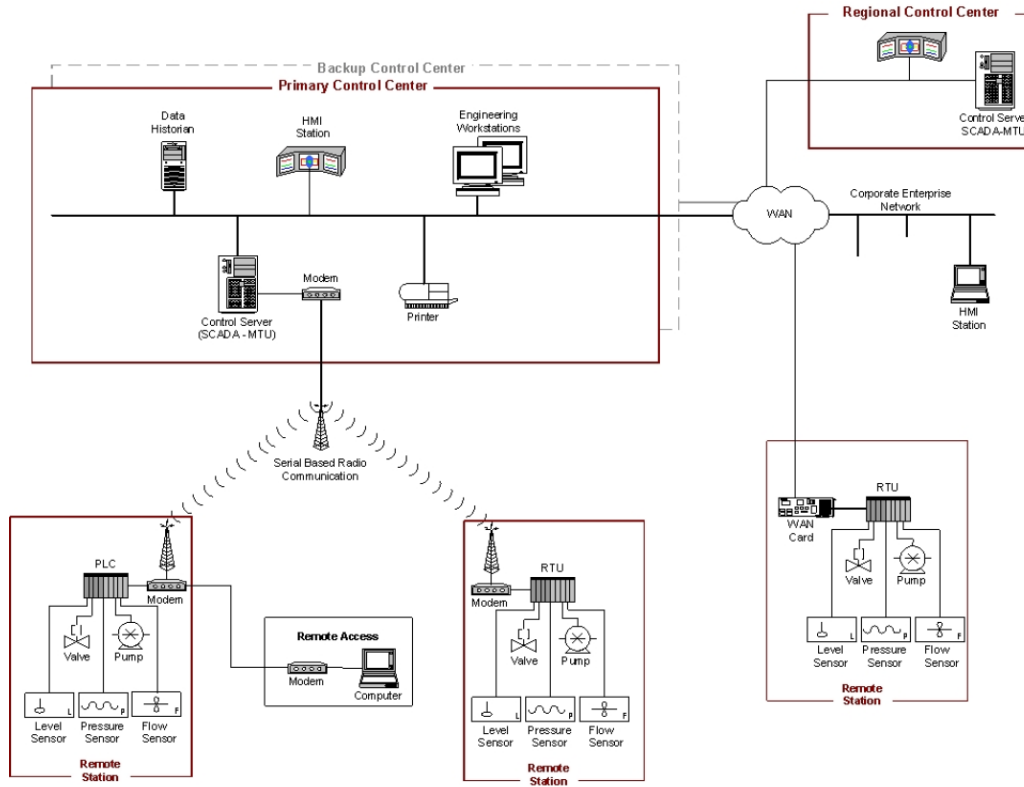 Regional Control Center
Control Server
SCADA-MTU
Backup Control Center
Primary Control Center
Data
Historian
HMI
Station
Engineering
Workstations
Control Server
(SCADA - MTU)
Modem
Printer
WAN
Corporate Enterprise
Network
HMI
Station
Serial Based Radio
Communication
PLC
Modem
Valve
Pump
L
P
F
Level
Sensor
Pressure
Sensor
Flow
Sensor
Remote
Station
Remote Access
Modem
Computer
Modem
RTU
Valve
Pump
L
P
F
Level
Sensor
Pressure
Sensor
Flow
Sensor
Remote
Station
WAN
Card
RTU
Valve
Pump
L
P
F
Level
Sensor
Pressure
Sensor
Flow
Sensor
Remote
Station